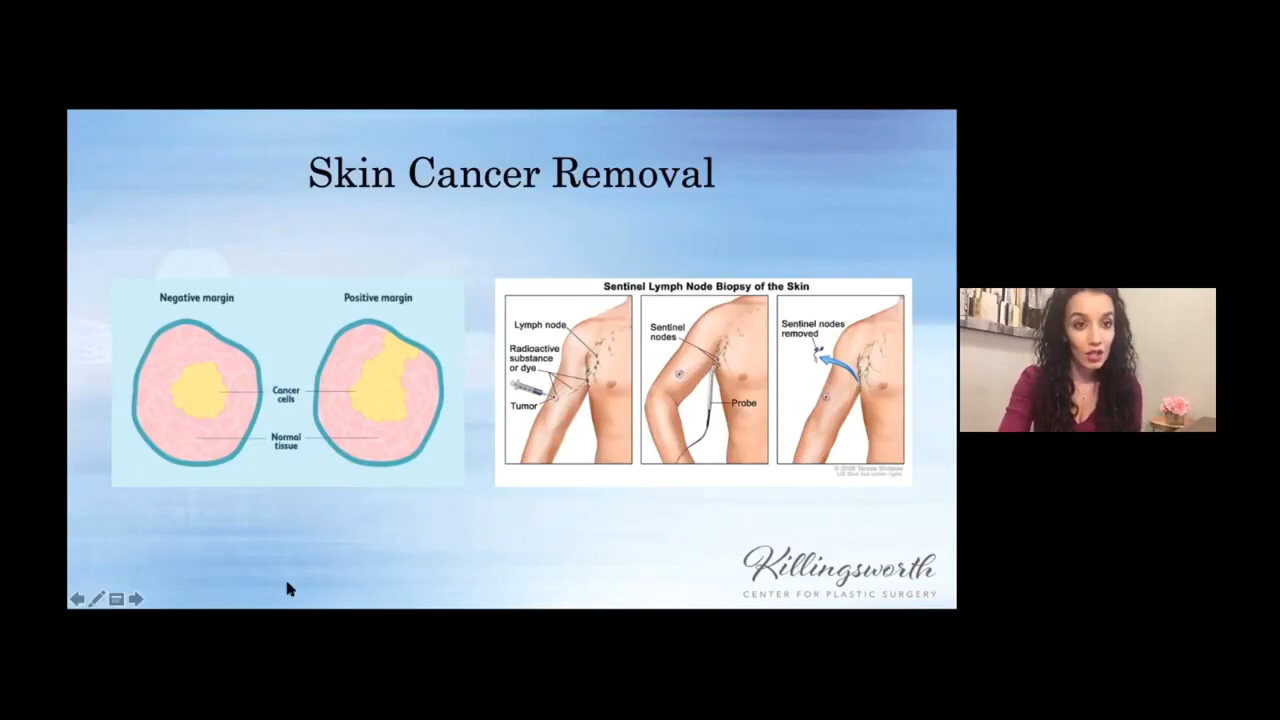 Skin Cancer Removal
Negative margin
Positive margin
Cancer
cells
Normal
tissue
Sentinel Lymph Node Biopsy of the Skin
Lymph node
Radioactive
substance
or dye
Tumor
Sentinel
nodes
Probe
Sentinel nodes
removed
Killingsworth
CENTER FOR PLASTIC SURGERY